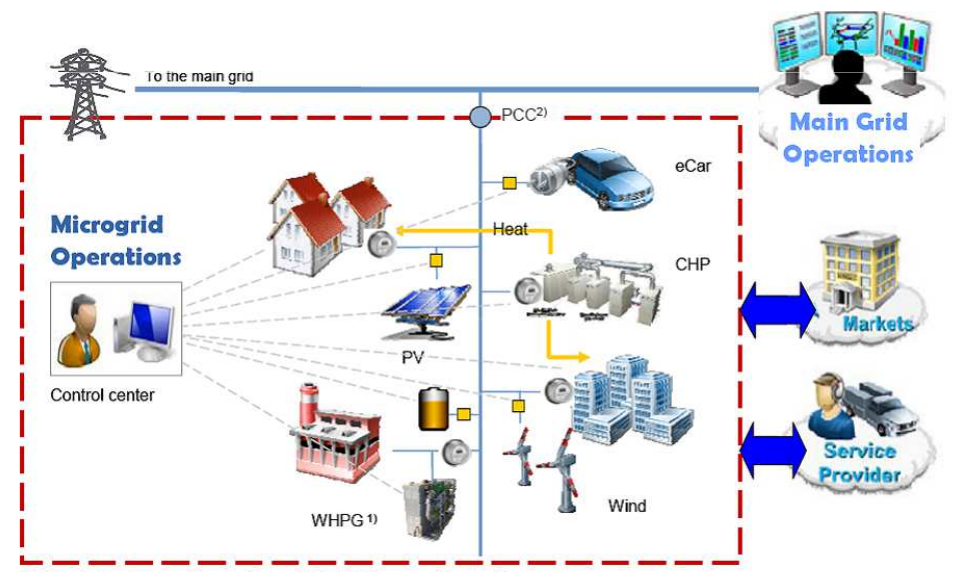 To the main grid
PCC2)
Main Grid
Operations
eCar
Microgrid
Operations
Heat
CHP
Markets
PV
Control center
Service
Provider
Wind
WHPG 1)